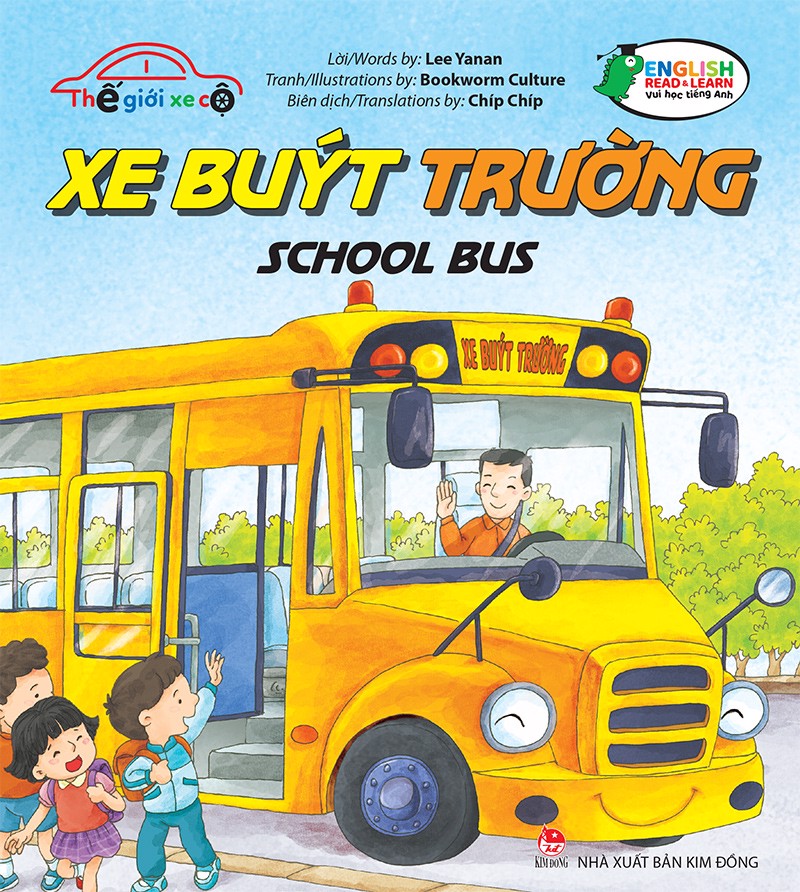 Thế giới xe cộ
Lời/Words by: Lee Yanan
Tranh/Illustrations by: Bookworm Culture
Biên dịch/Translations by: Chíp Chíp
ENGLISH
READ & LEARN
Vui học tiếng Anh
XE BUÝT TRƯỜNG
SCHOOL BUS
XE BUÝT TRƯỜNG
KIM ĐỒNG
NHÀ XUẤT BẢN KIM ĐỒNG